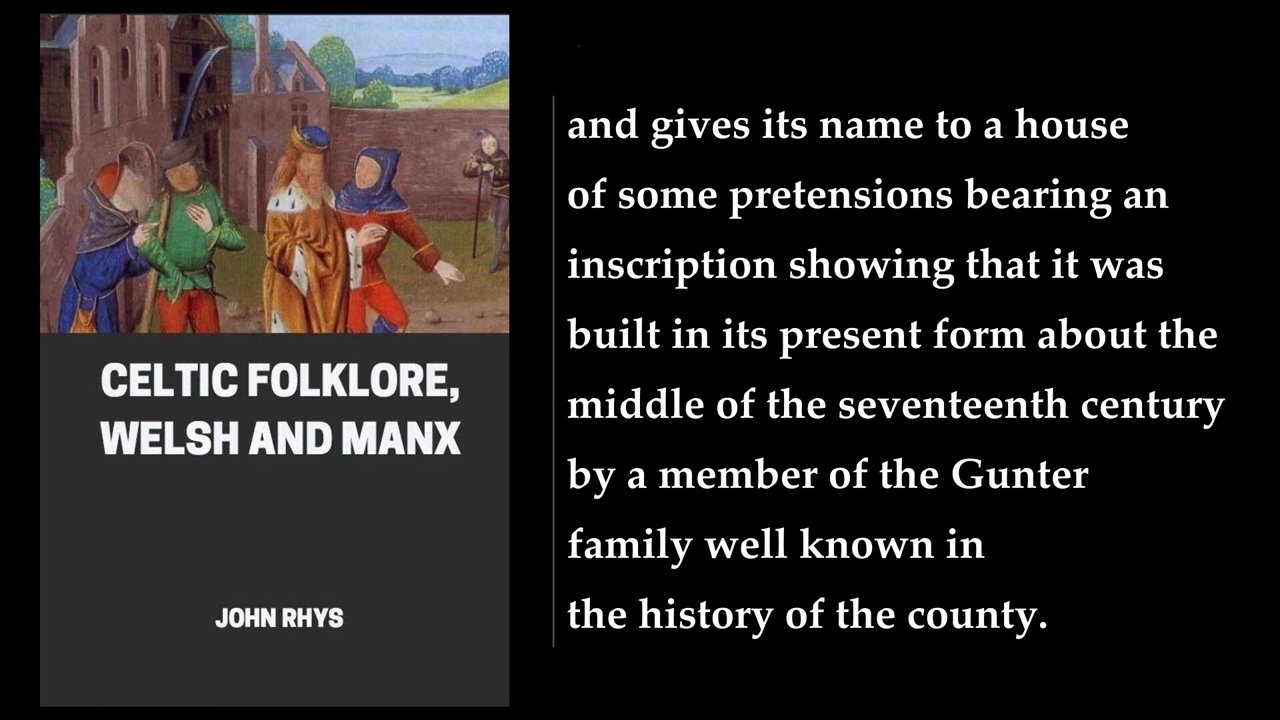 CELTIC FOLKLORE,
WELSH AND MANX
JOHN RHYS
and gives its name to a house
of some pretensions bearing an
inscription showing that it was
built in its present form about the
middle of the seventeenth century
by a member of the Gunter
family well known in
the history of the county.